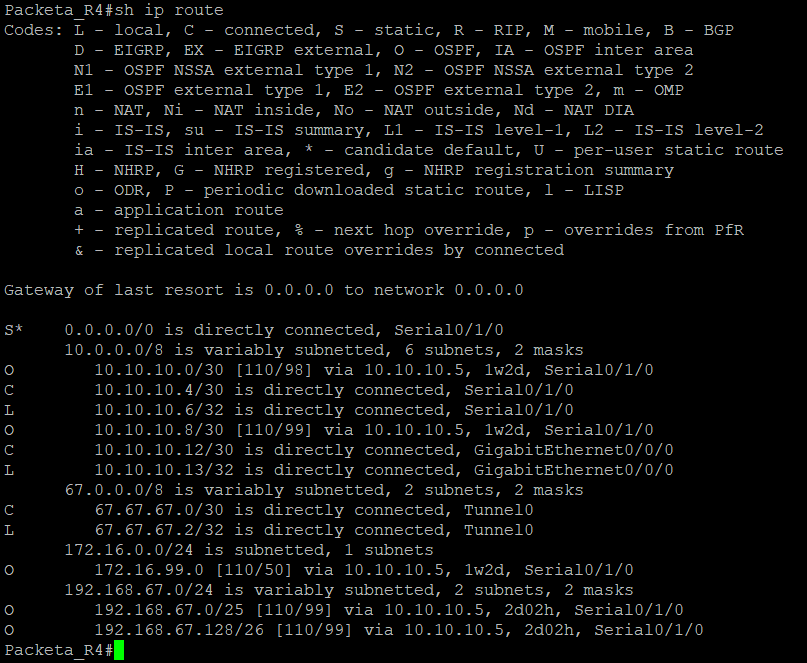 Packeta_R4#sh ip route
Codes: L - local, C - connected, S - static, R - RIP, M - mobile, B - BGP
       D - EIGRP, EX - EIGRP external, O - OSPF, IA - OSPF inter area
       N1 - OSPF NSSA external type 1, N2 - OSPF NSSA external type 2
       E1 - OSPF external type 1, E2 - OSPF external type 2, m - OMP
       n - NAT, Ni - NAT inside, No - NAT outside, Nd - NAT DIA
       i - IS-IS, su - IS-IS summary, L1 - IS-IS level-1, L2 - IS-IS level-2
       ia - IS-IS inter area, * - candidate default, U - per-user static route
       H - NHRP, G - NHRP registered, g - NHRP registration summary
       o - ODR, P - periodic downloaded static route, l - LISP
       a - application route
       + - replicated route, % - next hop override, p - overrides from PfR
       & - replicated local route overrides by connected

Gateway of last resort is 0.0.0.0 to network 0.0.0.0

S*    0.0.0.0/0 is directly connected, Serial0/1/0
      10.0.0.0/8 is variably subnetted, 6 subnets, 2 masks
O        10.10.10.0/30 [110/98] via 10.10.10.5, 1w2d, Serial0/1/0
C        10.10.10.4/30 is directly connected, Serial0/1/0
L        10.10.10.6/32 is directly connected, Serial0/1/0
O        10.10.10.8/30 [110/99] via 10.10.10.5, 1w2d, Serial0/1/0
C        10.10.10.12/30 is directly connected, GigabitEthernet0/0/0
L        10.10.10.13/32 is directly connected, GigabitEthernet0/0/0
      67.0.0.0/8 is variably subnetted, 2 subnets, 2 masks
C        67.67.67.0/30 is directly connected, Tunnel0
L        67.67.67.2/32 is directly connected, Tunnel0
      172.16.0.0/24 is subnetted, 1 subnets
O        172.16.99.0 [110/50] via 10.10.10.5, 1w2d, Serial0/1/0
      192.168.67.0/24 is variably subnetted, 2 subnets, 2 masks
O        192.168.67.0/25 [110/99] via 10.10.10.5, 2d02h, Serial0/1/0
O        192.168.67.128/26 [110/99] via 10.10.10.5, 2d02h, Serial0/1/0
Packeta_R4#